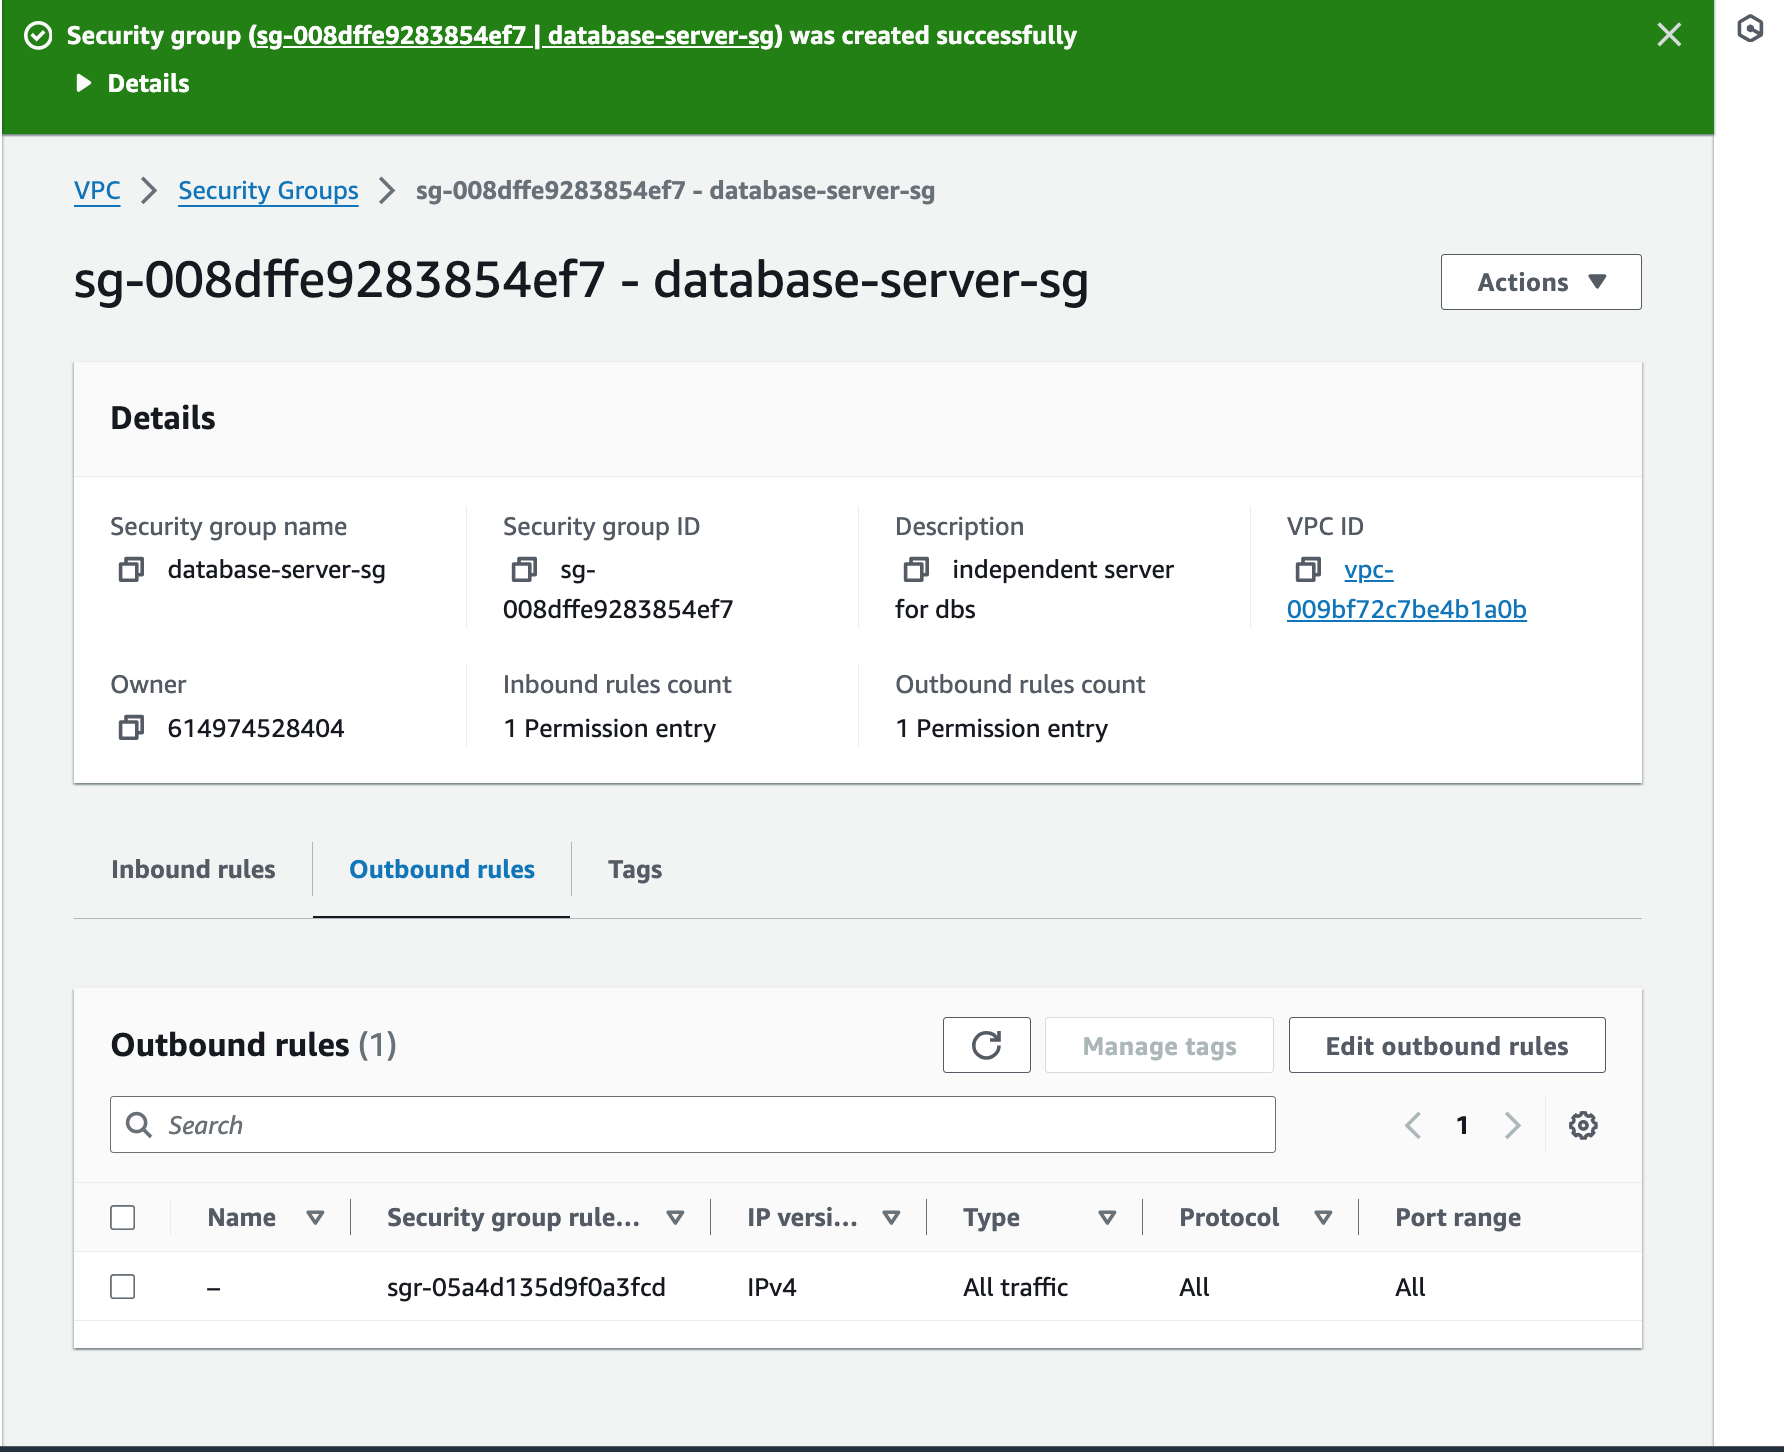 Security group (sg-008dffe9283854ef7 | database-server-sg) was created successfully
Details
VPC > Security Groups > sg-008dffe9283854ef7 - database-server-sg
sg-008dffe9283854ef7 - database-server-sg
Actions
Details
Security group name
database-server-sg
Security group ID
sg-
008dffe9283854ef7
Description
independent server
for dbs
VPC ID
vpc-
009bf72c7be4b1a0b
Owner
614974528404
Inbound rules count
1 Permission entry
Outbound rules count
1 Permission entry
Inbound rules Outbound rules Tags
Outbound rules (1)
Manage tags
Edit outbound rules
Search
1
Name Security group rule... IP versi... Type Protocol Port range
– sgr-05a4d135d9f0a3fcd IPv4 All traffic All All